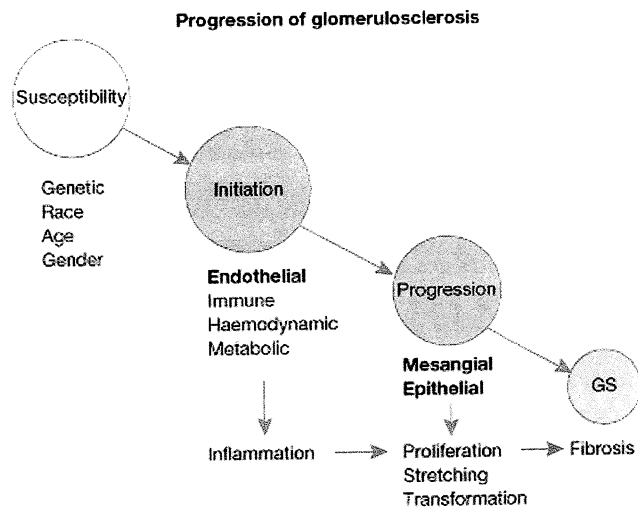 Progression of glomerulosclerosis
Susceptibility
Genetic
Race
Age
Gender
Initiation
Endothelial
Immune
Haemodynamic
Metabolic
Inflammation
Progression
Mesangial
Epithelial
Proliferation
Stretching
Transformation
GS
Fibrosis